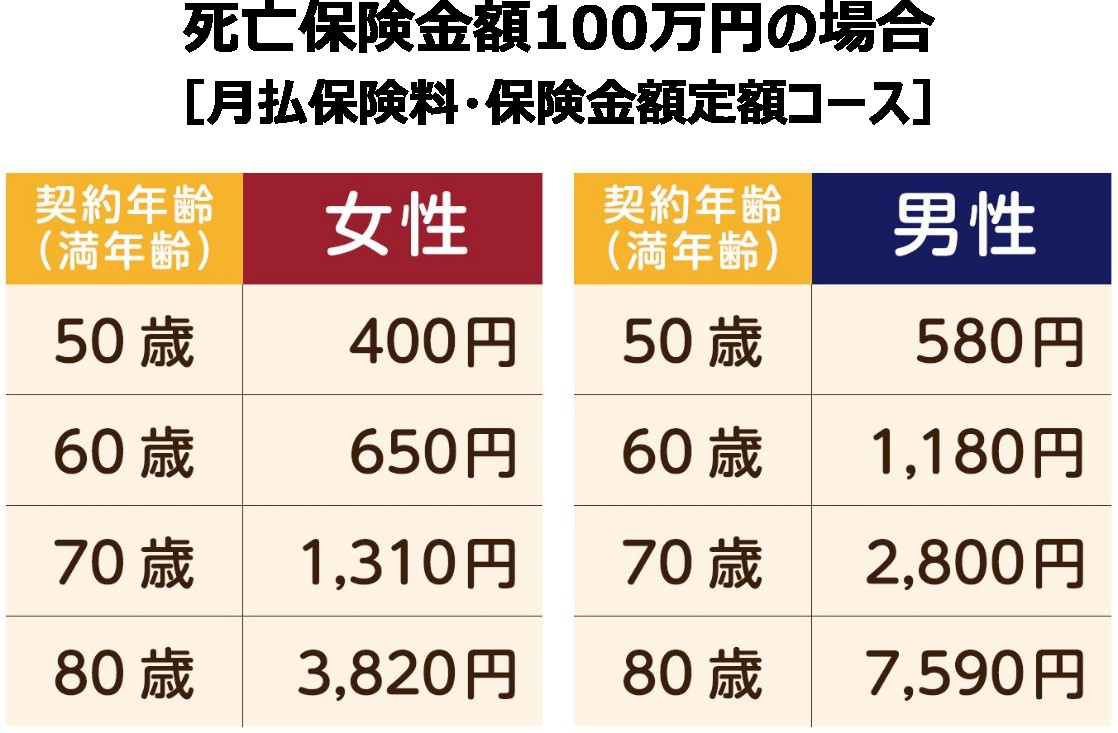 死亡保険金額100万円の場合
［月払保険料・保険金額定額コース］
契約年齢
（満年齢）
女性
50歳 400円
60歳 650円
70歳 1,310円
80歳 3,820円
契約年齢
（満年齢）
男性
50歳 580円
60歳 1,180円
70歳 2,800円
80歳 7,590円